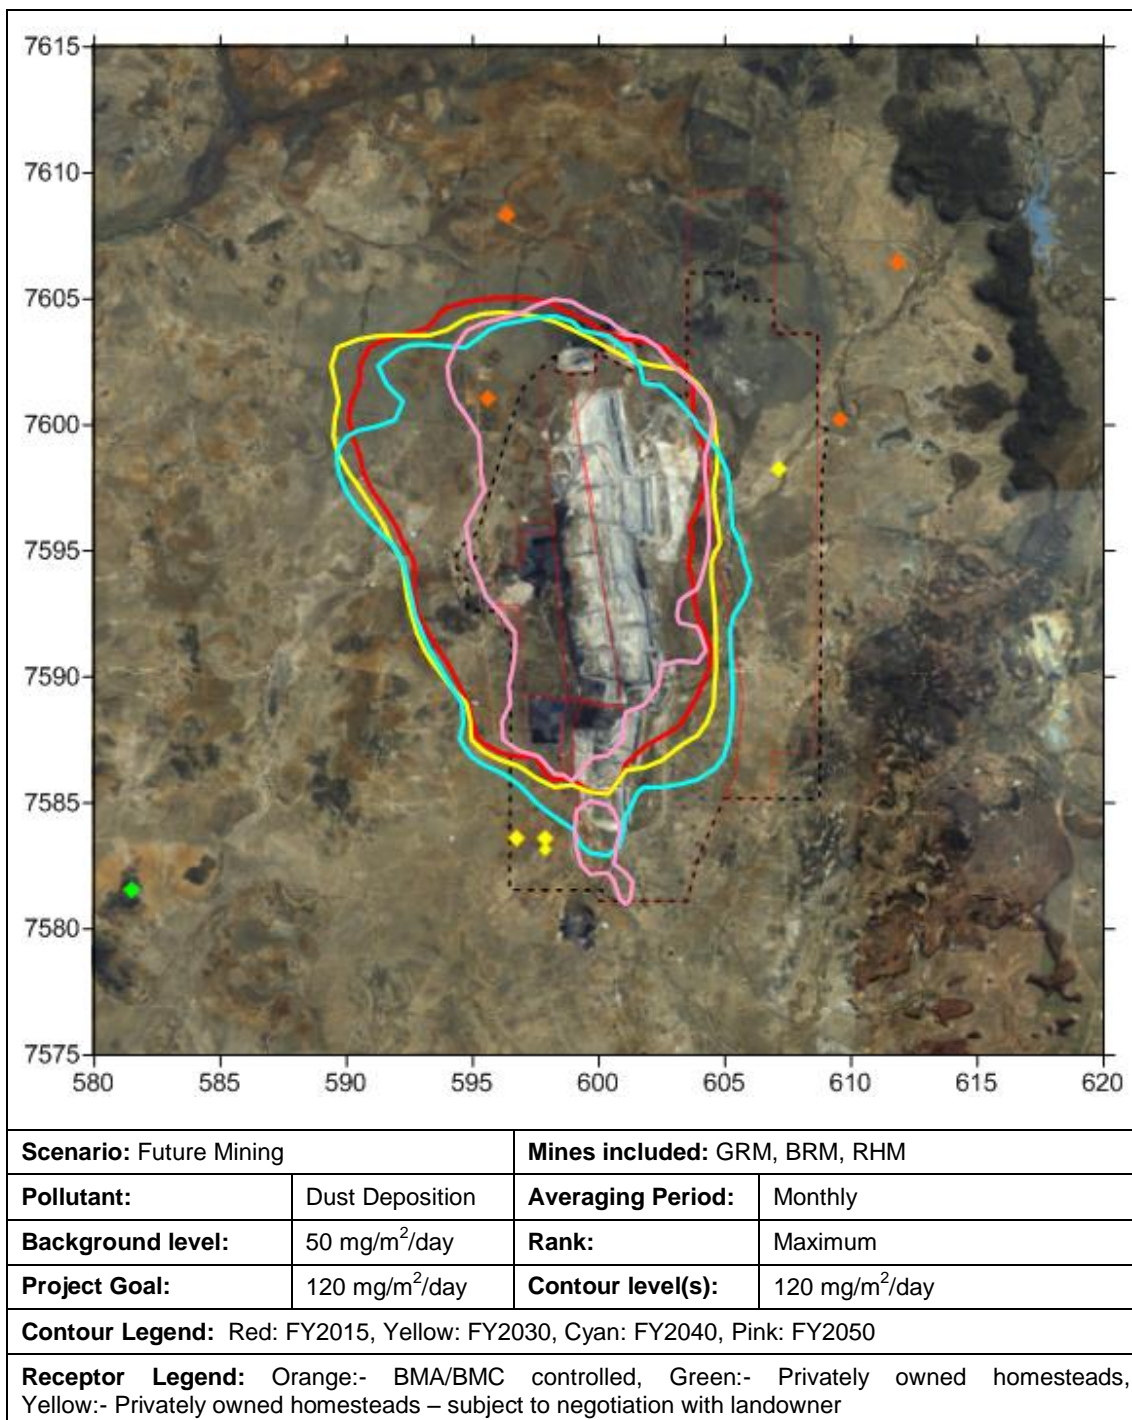 7615
7610
7605
7600
7595
7590
7585
7580
7575
580 585 590 595 600 605 610 615 620
Scenario: Future Mining Mines included: GRM, BRM, RHM
Pollutant: Dust Deposition Averaging Period: Monthly
Background level: 50 mg/m²/day Rank: Maximum
Project Goal: 120 mg/m²/day Contour level(s): 120 mg/m²/day
Contour Legend: Red: FY2015, Yellow: FY2030, Cyan: FY2040, Pink: FY2050
Receptor Legend: Orange:- BMA/BMC controlled, Green:- Privately owned homesteads,
Yellow:- Privately owned homesteads – subject to negotiation with landowner